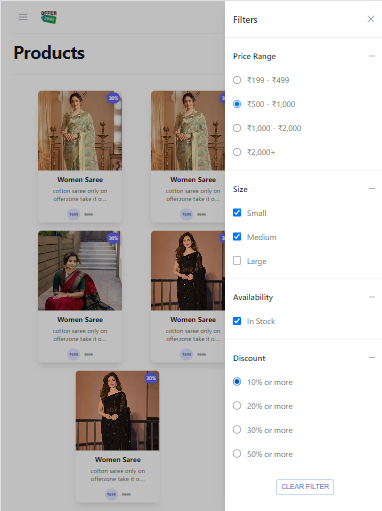 OFFER
ZONE
Products
30%
Women Saree
cotton saree only on
offerzone take it o...
Women Saree
cotton saree only on
offerzone take it o...
30%
Women Saree
cotton saree only on
offerzone take it o...
Women Saree
cotton saree only on
offerzone take it o...
30%
Women Saree
cotton saree only on
offerzone take it o...
Filters
Price Range
₹199 - ₹499
₹500 - ₹1,000
₹1,000 - ₹2,000
₹2,000+
Size
Small
Medium
Large
Availability
In Stock
Discount
10% or more
20% or more
30% or more
50% or more
CLEAR FILTER